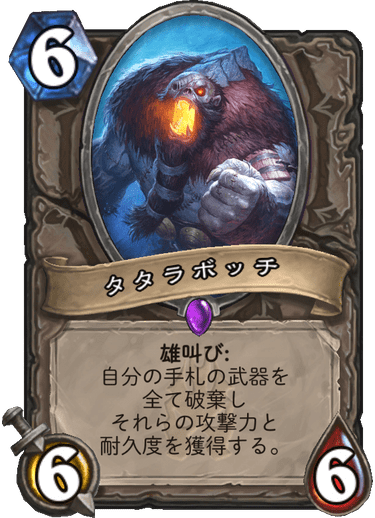 6
タタラボッチ
雄叫び:
自分の手札の武器を
全て破棄し
それらの攻撃力と
耐久度を獲得する。
6
6